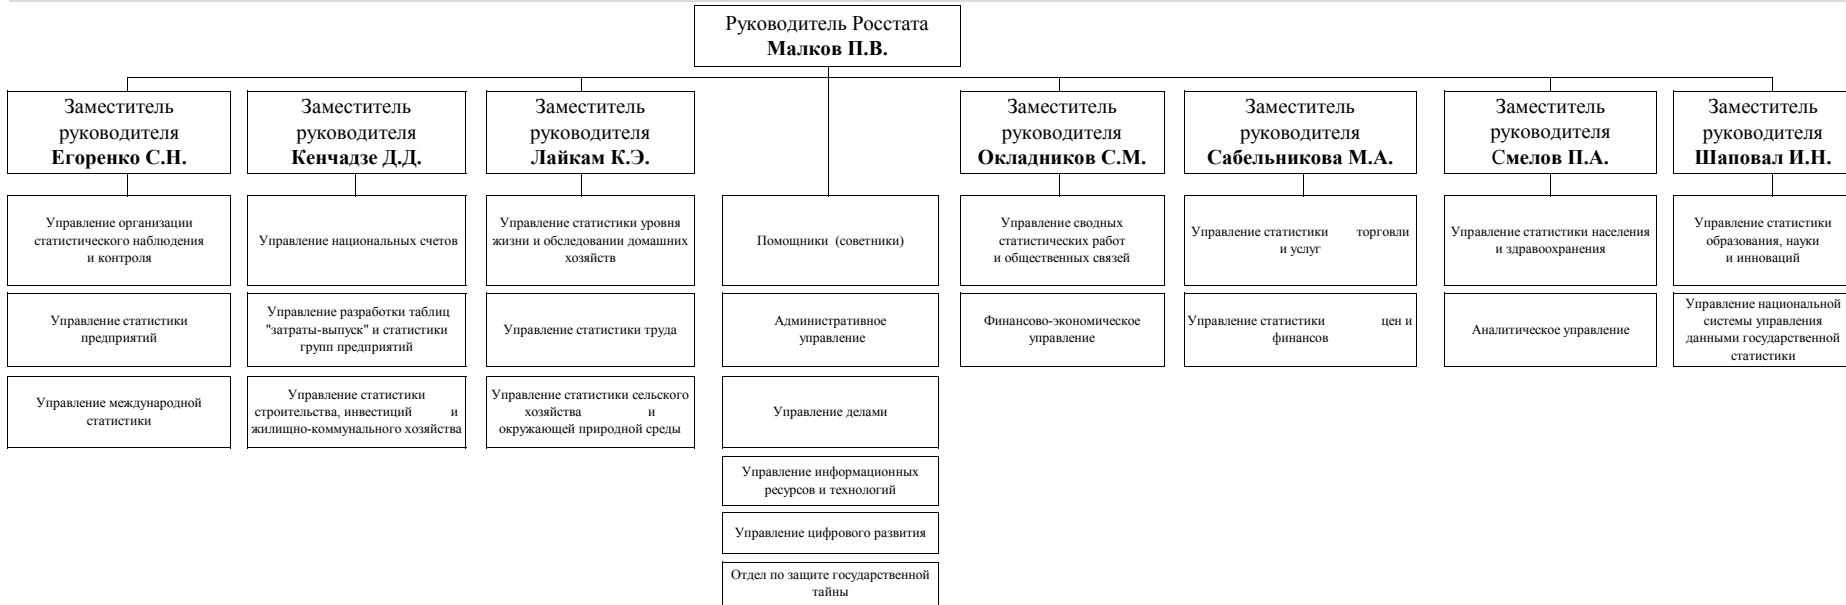 Руководитель Росстата
Малков П.В.
Заместитель
руководителя
Егоренко С.Н.
Заместитель
руководителя
Кенчадзе Д.Д.
Заместитель
руководителя
Лайкам К.Э.
Заместитель
руководителя
Окладников С.М.
Заместитель
руководителя
Сабельникова М.А.
Заместитель
руководителя
Смелов П.А.
Заместитель
руководителя
Шаповал И.Н.
Управление организации
статистического наблюдения
и контроля
Управление национальных счетов
Управление статистики уровня
жизни и обследовании домашних
хозяйств
Помощники (советники)
Управление сводных
статистических работ
и общественных связей
Управление статистики торговли
и услуг
Управление статистики населения
и здравоохранения
Управление статистики
образования, науки
и инноваций
Управление статистики
предприятий
Управление разработки таблиц
"затраты-выпуск" и статистики
групп предприятий
Управление статистики труда
Административное
управление
Финансово-экономическое
управление
Управление статистики цен и
финансов
Аналитическое управление
Управление национальной
системы управления
данными государственной
статистики
Управление международной
статистики
Управление статистики
строительства, инвестиций и
жилищно-коммунального хозяйства
Управление статистики сельского
хозяйства и
окружающей природной среды
Управление делами
Управление информационных
ресурсов и технологий
Управление цифрового развития
Отдел по защите государственной
тайны